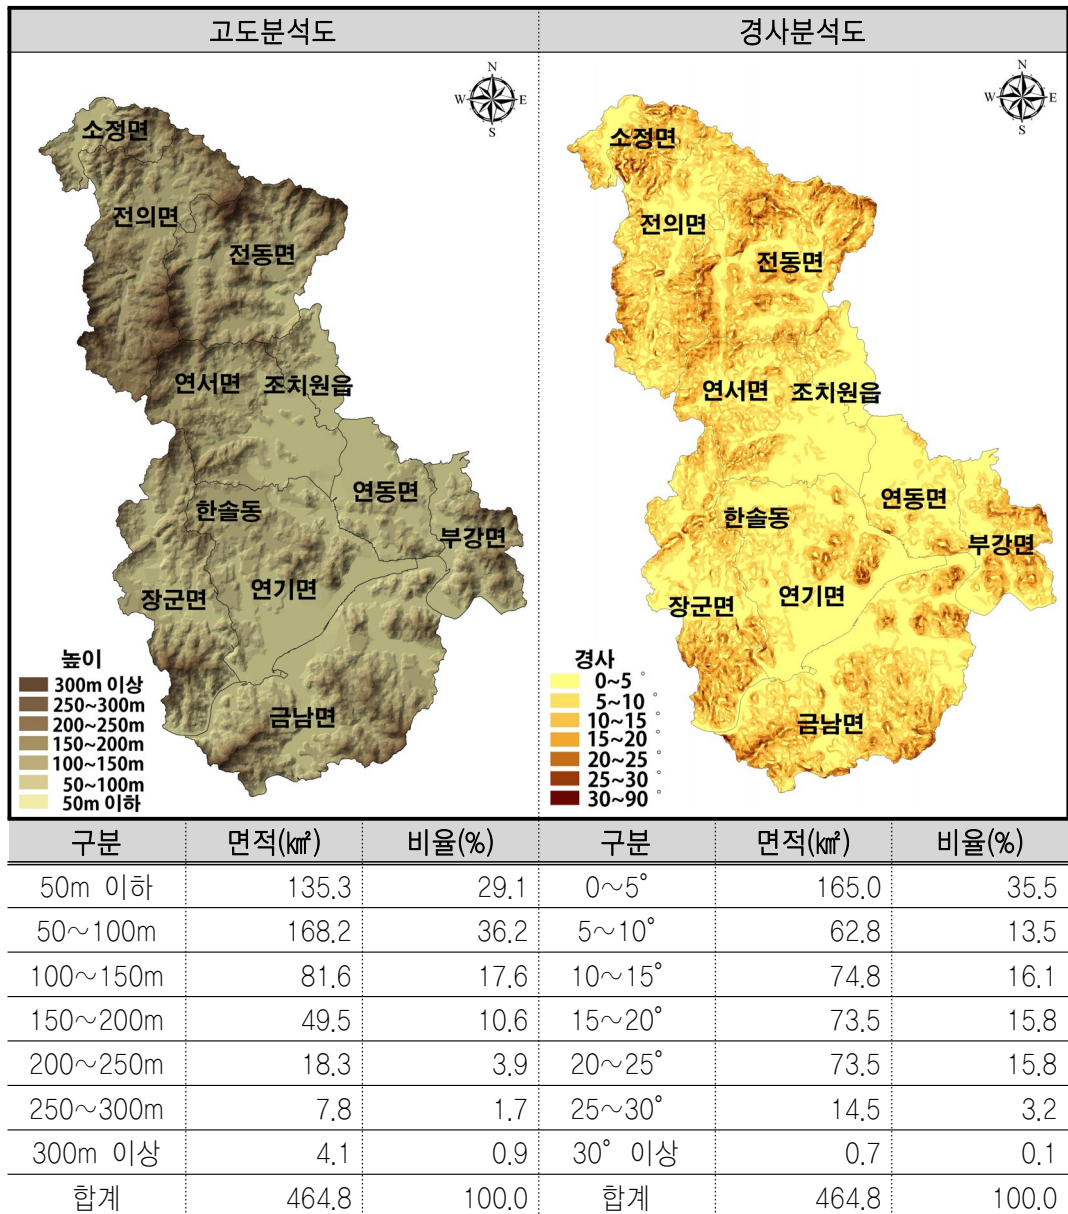 고도분석도 경사분석도
N
W E
S
N
W E
S
소정면
전의면
전동면
연서면 조치원읍
연동면
한솔동
부강면
연기면
장군면
금남면
높이
300m 이상
250~300m
200~250m
150~200m
100~150m
50~100m
50m 이하
소정면
전의면
전동면
연서면 조치원읍
연동면
한솔동
부강면
연기면
장군면
금남면
경사
0~5°
5~10°
10~15°
15~20°
20~25°
25~30°
30~90°
구분 면적(㎢) 비율(%) 구분 면적(㎢) 비율(%)
50m 이하 135.3 29.1 0~5° 165.0 35.5
50~100m 168.2 36.2 5~10° 62.8 13.5
100~150m 81.6 17.6 10~15° 74.8 16.1
150~200m 49.5 10.6 15~20° 73.5 15.8
200~250m 18.3 3.9 20~25° 73.5 15.8
250~300m 7.8 1.7 25~30° 14.5 3.2
300m 이상 4.1 0.9 30° 이상 0.7 0.1
합계 464.8 100.0 합계 464.8 100.0